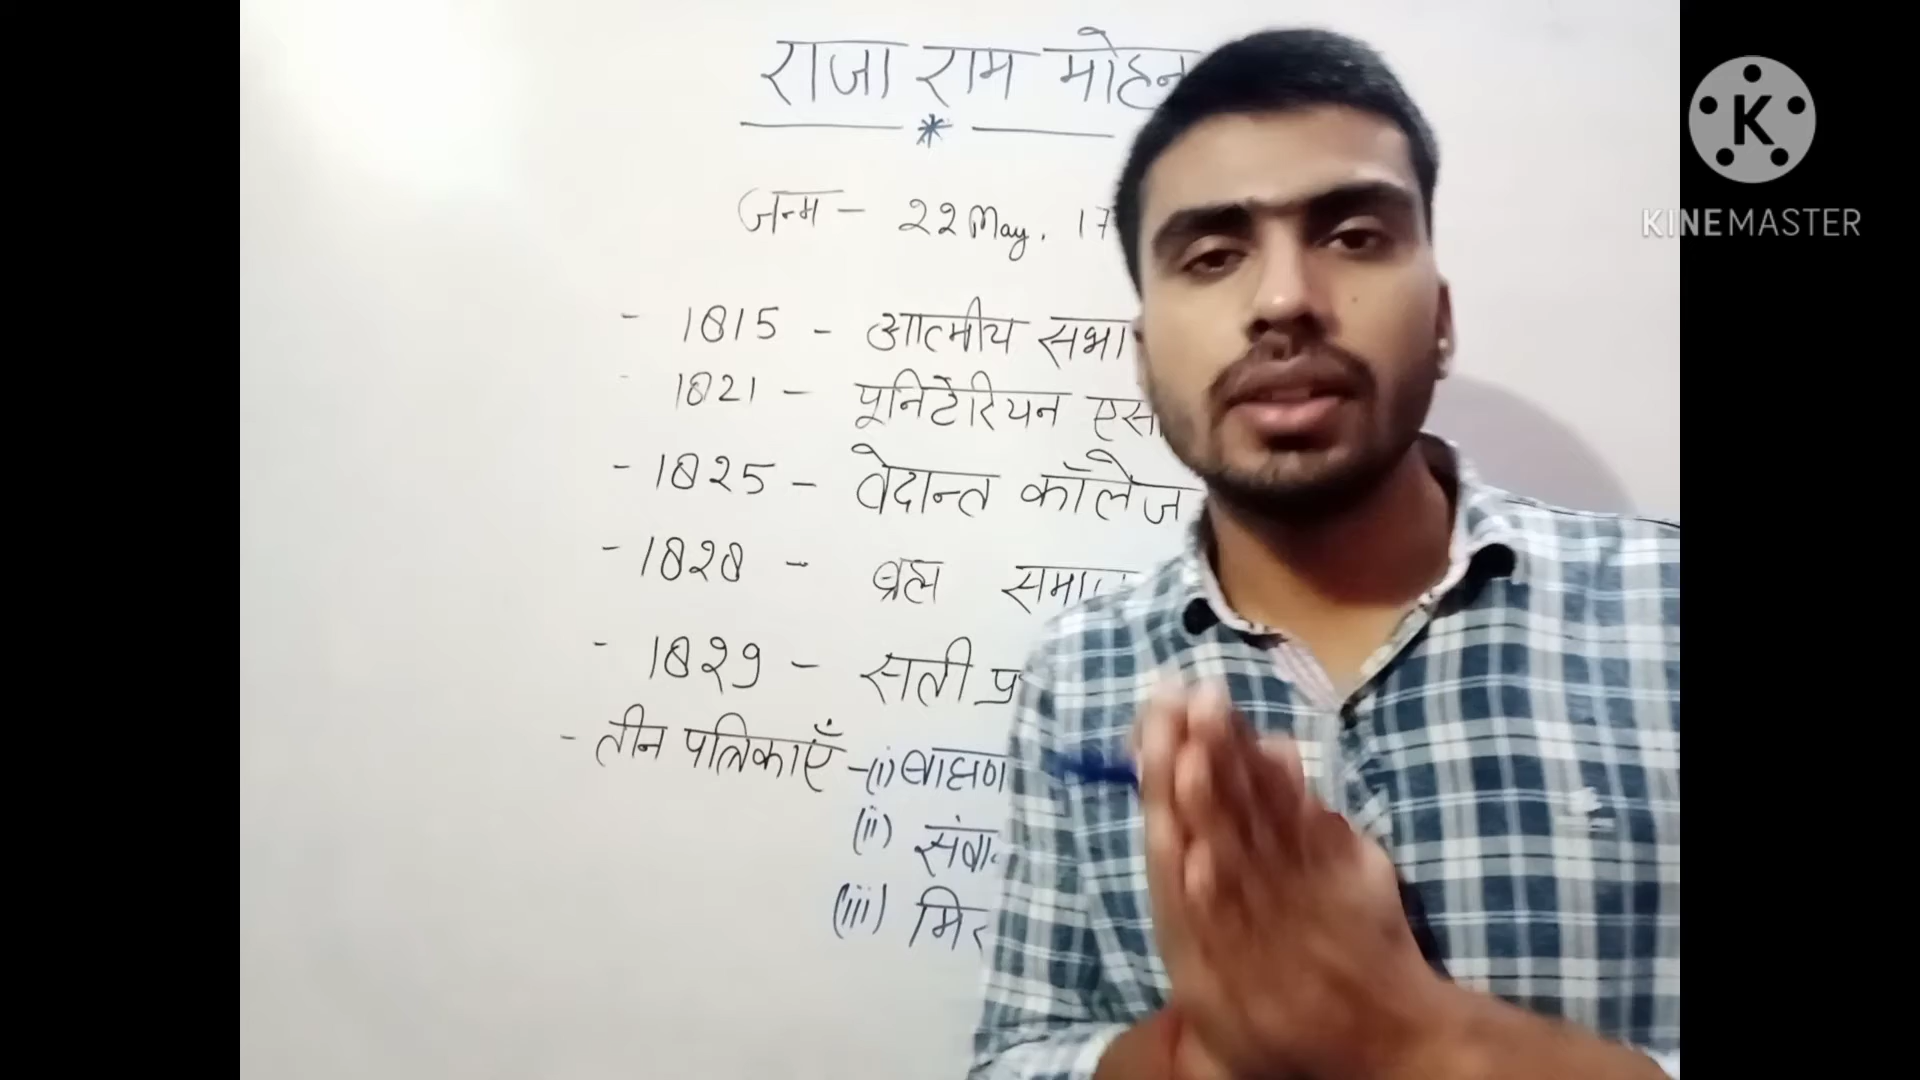 राजा राम मोहन
जन्म - 22 May. 17
- 1815 - आत्मीय सभा
- 1821 - यूनिटेरियन एसो
- 1825 - वेदान्त कॉलेज
- 1828 - ब्रह्म समाज
- 1829 - सती प्र
- तीन पत्रिकाएँ - (i) ब्राह्मण
(ii) संवा
(iii) मिर
K
KINEMASTER